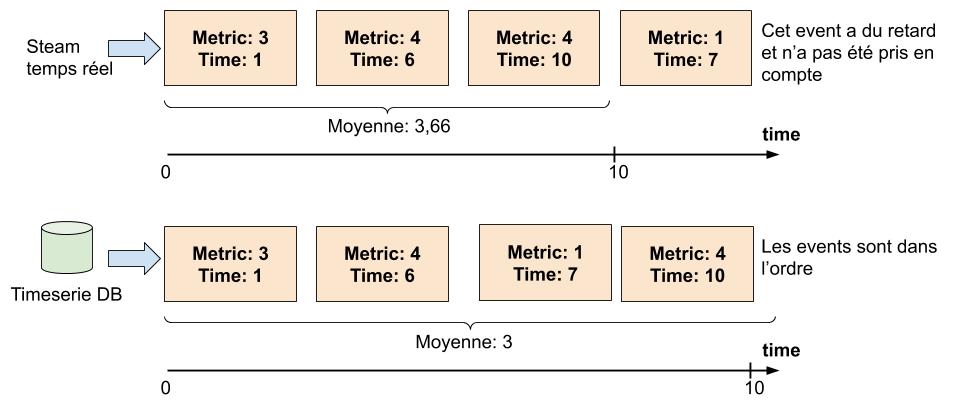 Steam
temps réel
Metric: 3
Time: 1
Metric: 4
Time: 6
Metric: 4
Time: 10
Metric: 1
Time: 7
Cet event a du retard
et n’a pas été pris en
compte
Moyenne: 3,66
time
0
10
Timeserie DB
Metric: 3
Time: 1
Metric: 4
Time: 6
Metric: 1
Time: 7
Metric: 4
Time: 10
Les events sont dans
l’ordre
Moyenne: 3
time
0
10